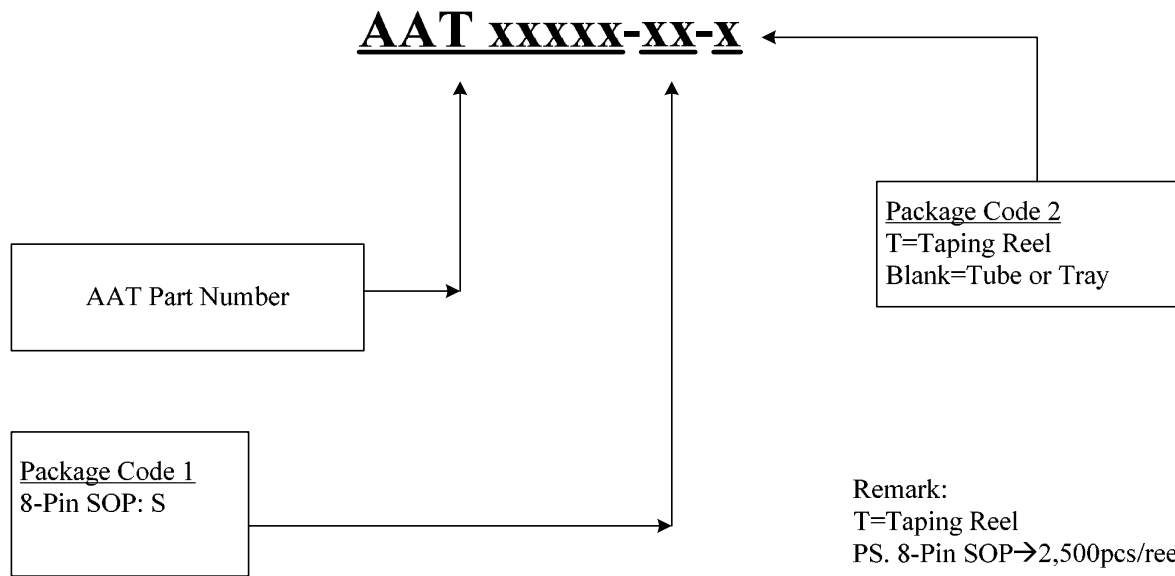 AAT xxxxx-xx-x
Package Code 2
T=Taping Reel
Blank=Tube or Tray
AAT Part Number
Package Code 1
8-Pin SOP: S
Remark:
T=Taping Reel
PS. 8-Pin SOP→2,500pcs/ree